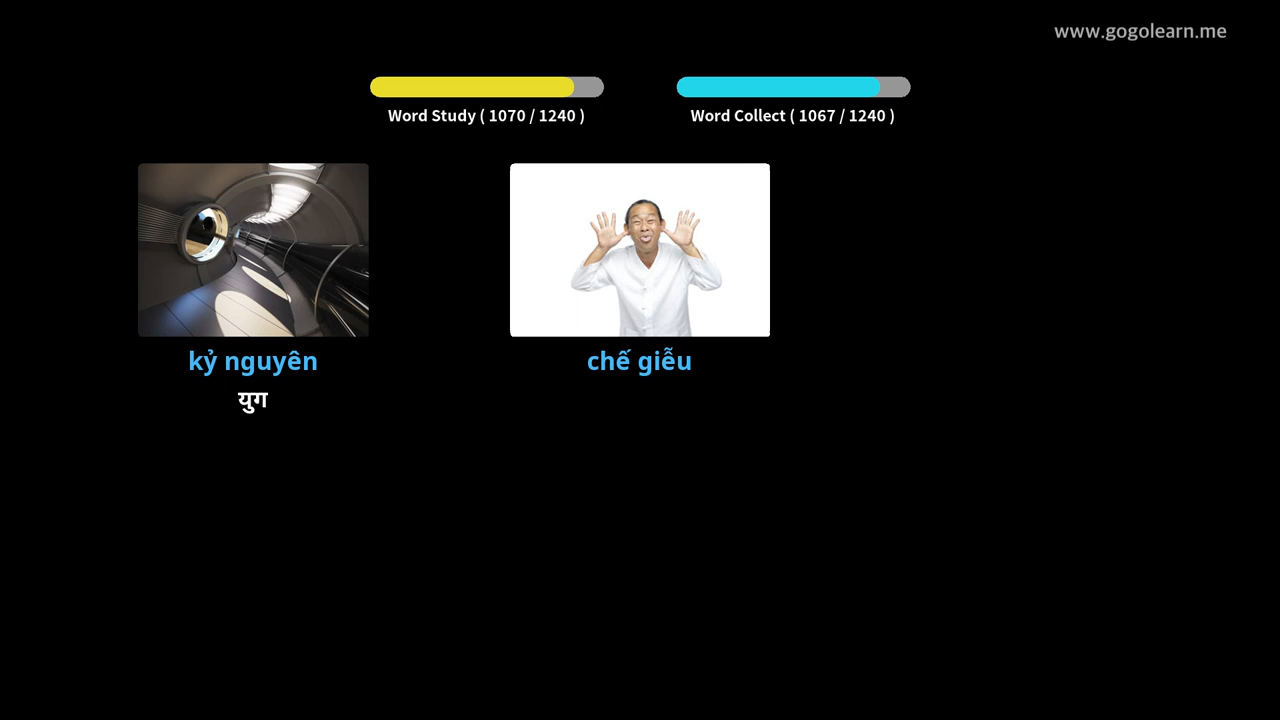 www.gogolearn.me
Word Study ( 1070 / 1240 )
Word Collect ( 1067 / 1240 )
kỷ nguyên
युग
chế giễu